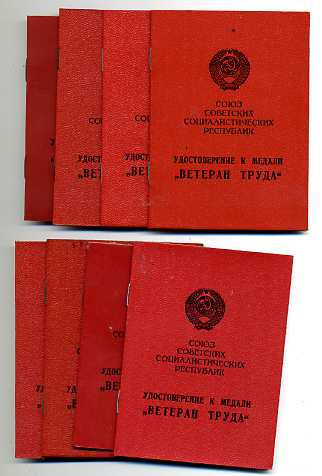 СОЮЗ
СОВЕТСКИХ
СОЦИАЛИСТИЧЕСКИХ
РЕСПУБЛИК
УДОСТОВЕРЕНИЕ К МЕДАЛИ
„ВЕТЕРАН ТРУДА“
СОЮЗ
СОВЕТСКИХ
СОЦИАЛИСТИЧЕСКИХ
РЕСПУБЛИК
УДОСТОВЕРЕНИЕ К МЕДАЛИ
„ВЕТЕРАН ТРУДА“